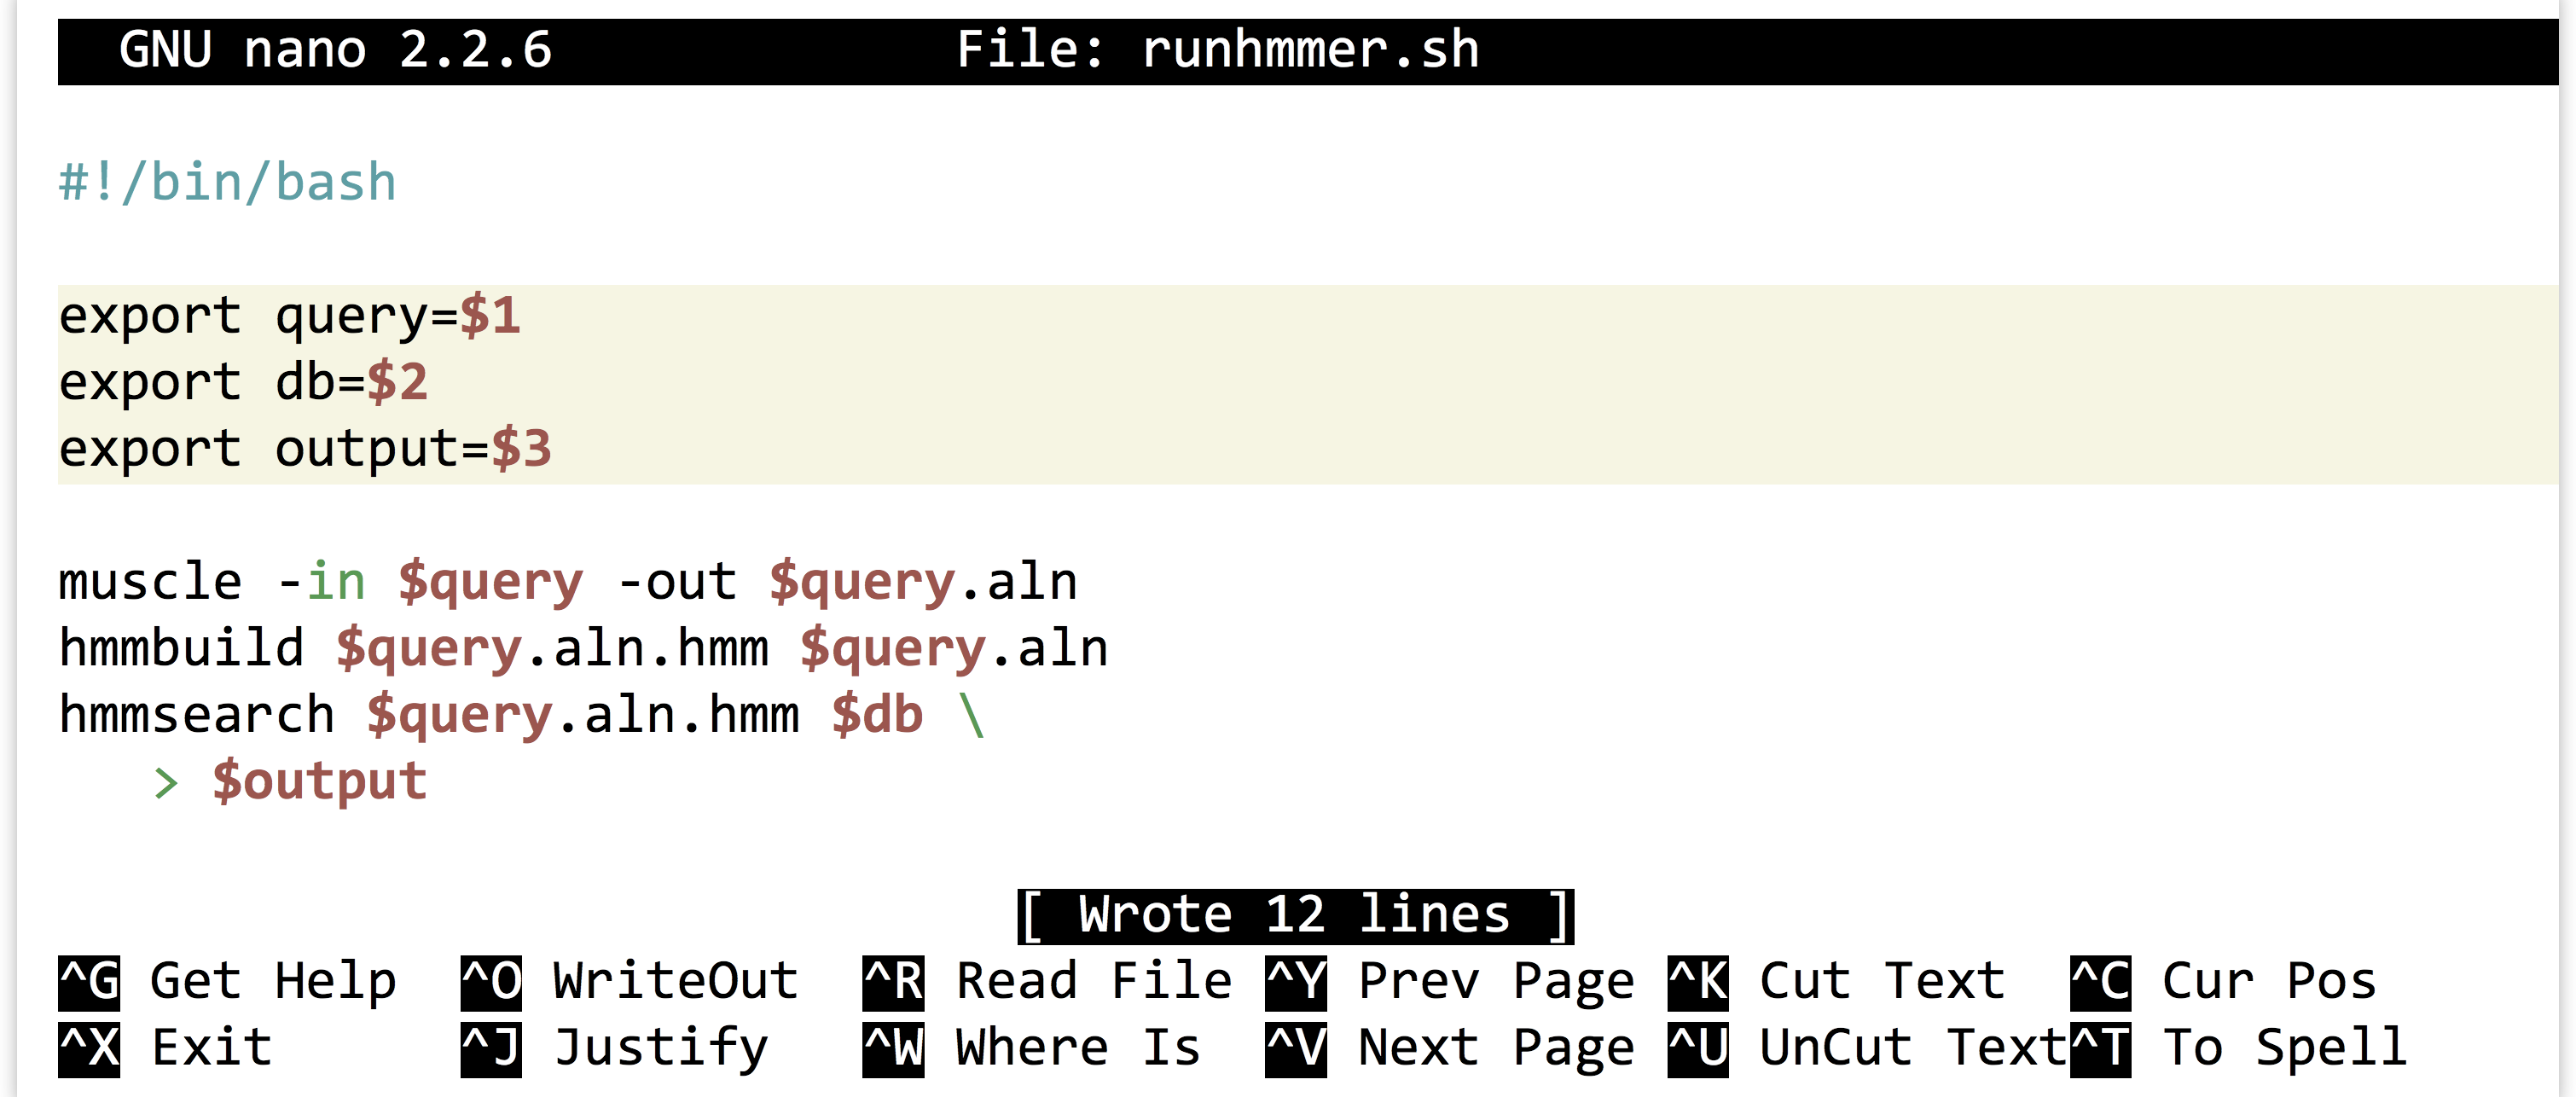 GNU nano 2.2.6 File: runhmmer.sh
#!/bin/bash
export query=$1
export db=$2
export output=$3
muscle -in $query -out $query.aln
hmmbuild $query.aln.hmm $query.aln
hmmsearch $query.aln.hmm $db \
> $output
[ Wrote 12 lines ]
^G Get Help ^O WriteOut ^R Read File ^Y Prev Page ^K Cut Text ^C Cur Pos
^X Exit ^J Justify ^W Where Is ^V Next Page ^U UnCut Text ^T To Spell